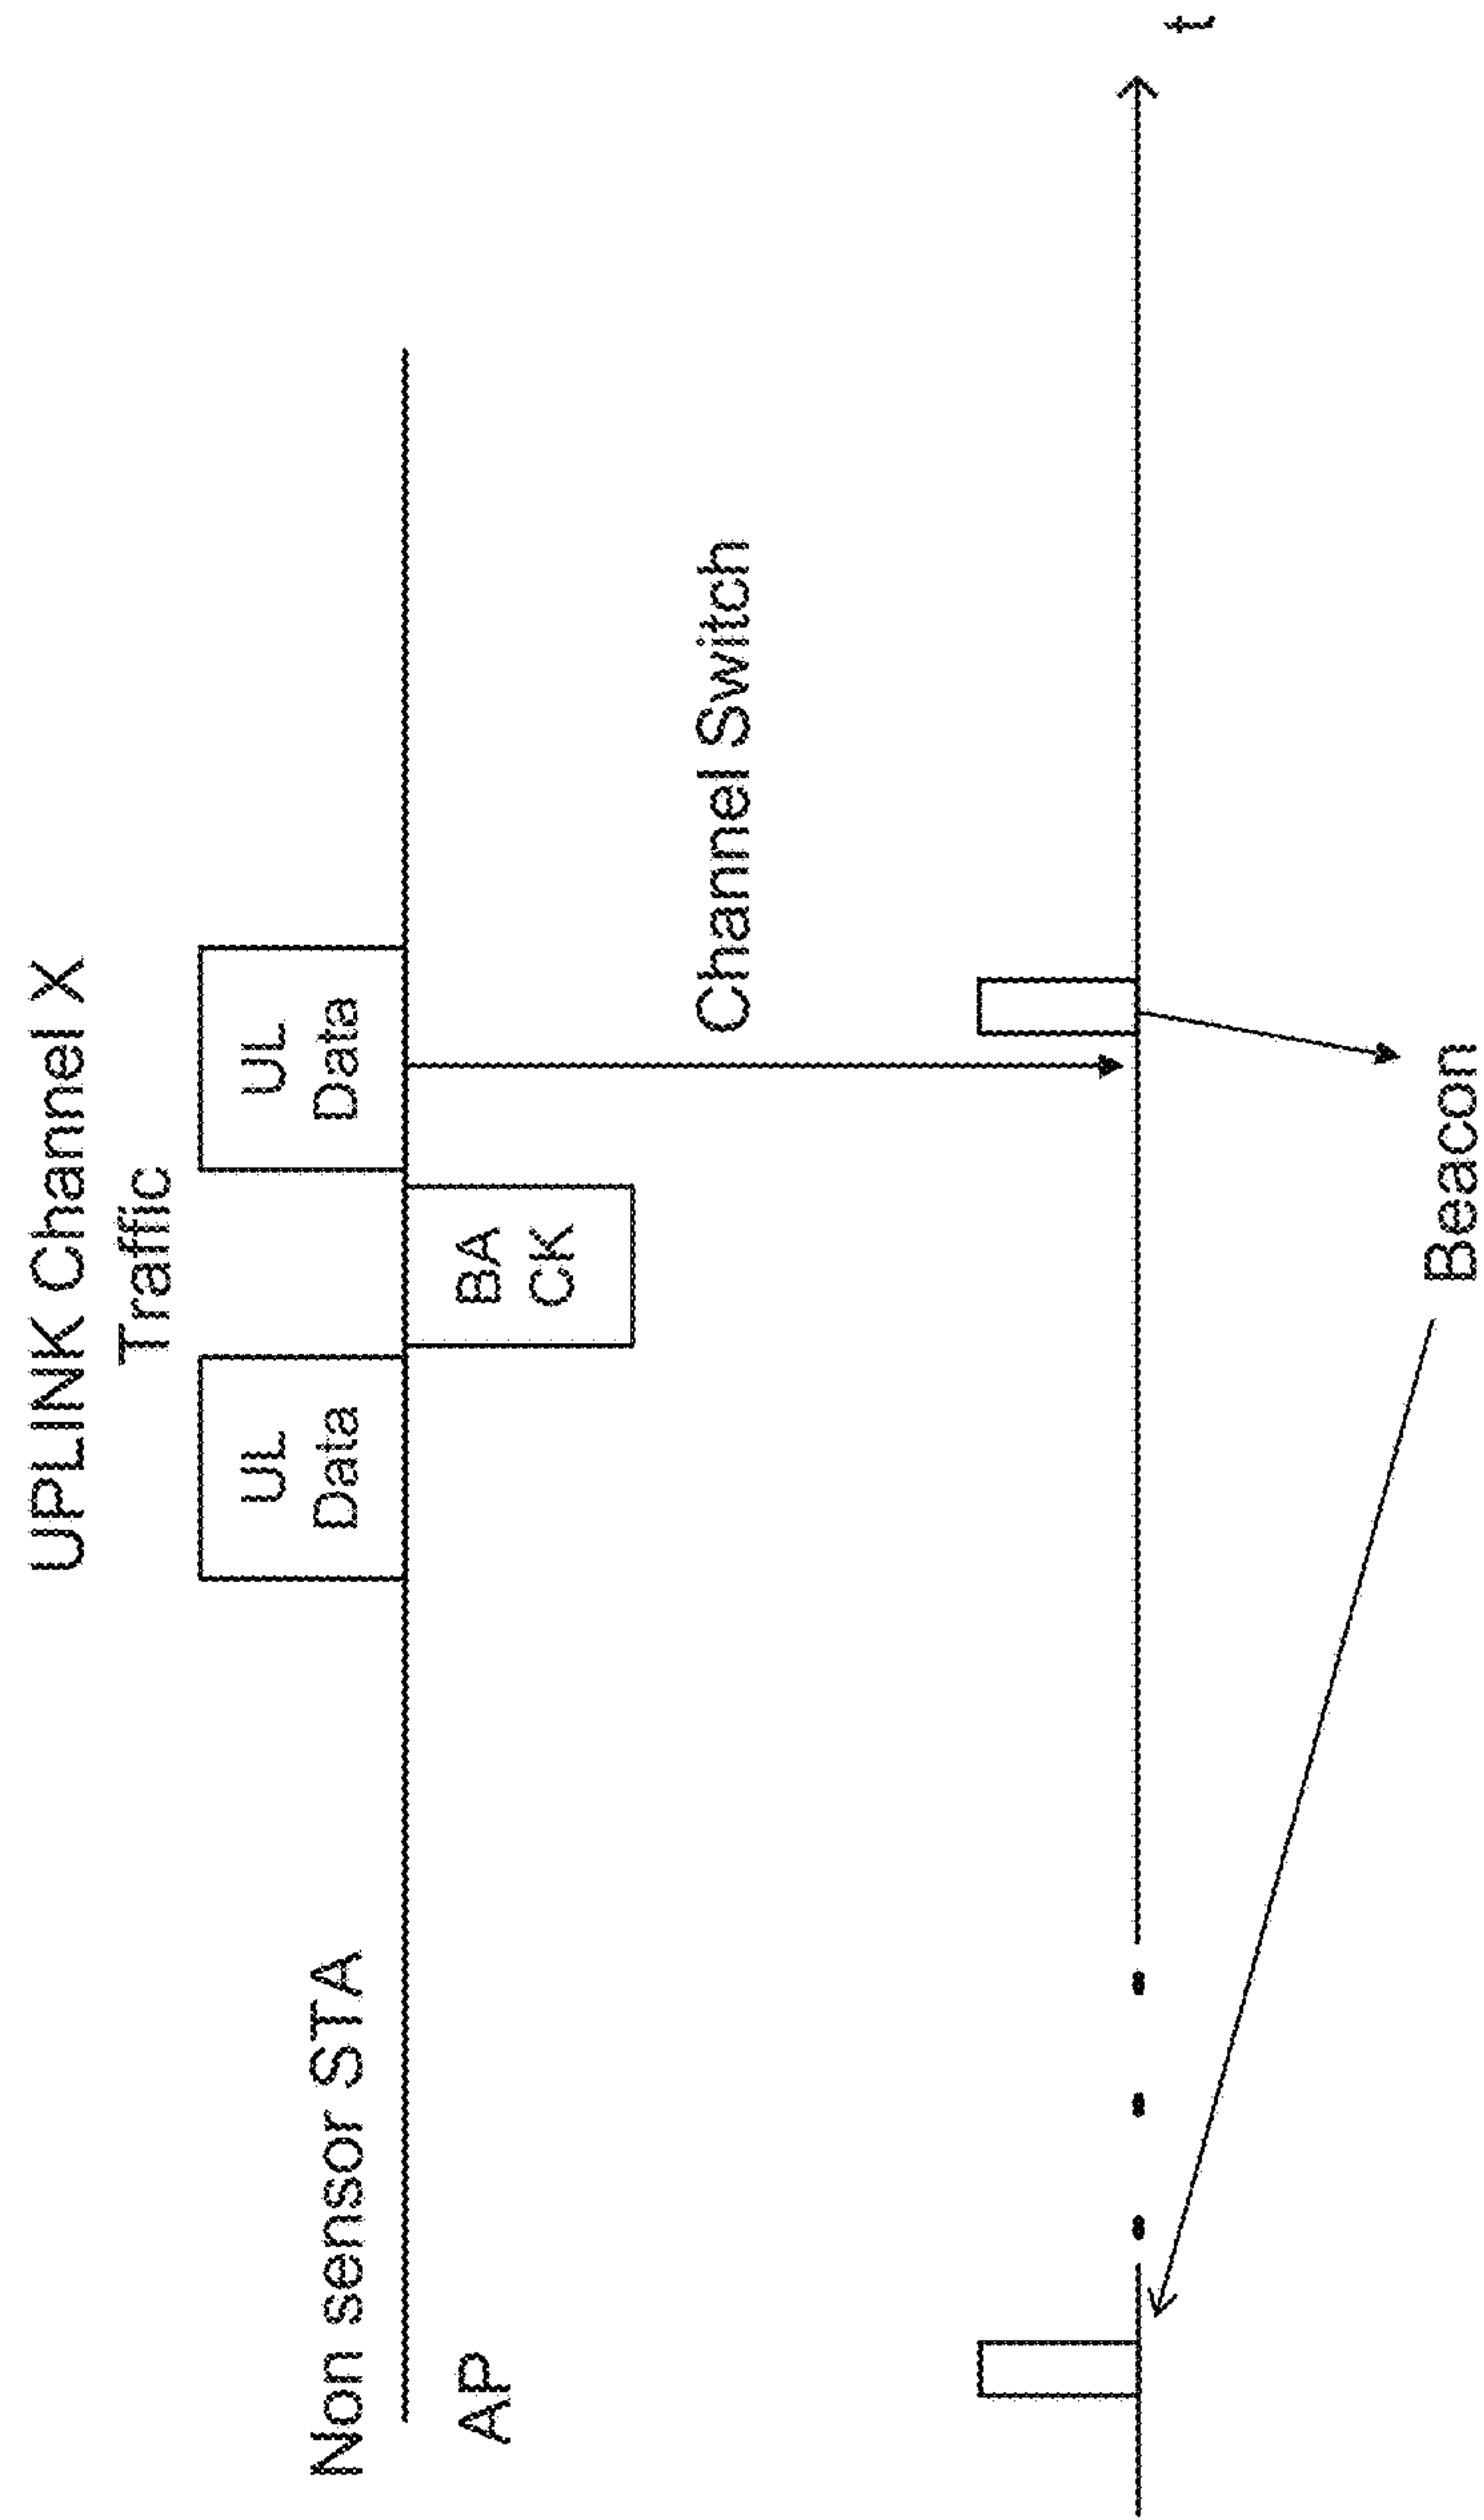 UPLINK Channel X
Traffic
Non sensor STA
UL
Data
UL
Data
AP
BA
CK
Channel Switch
t
Beacon